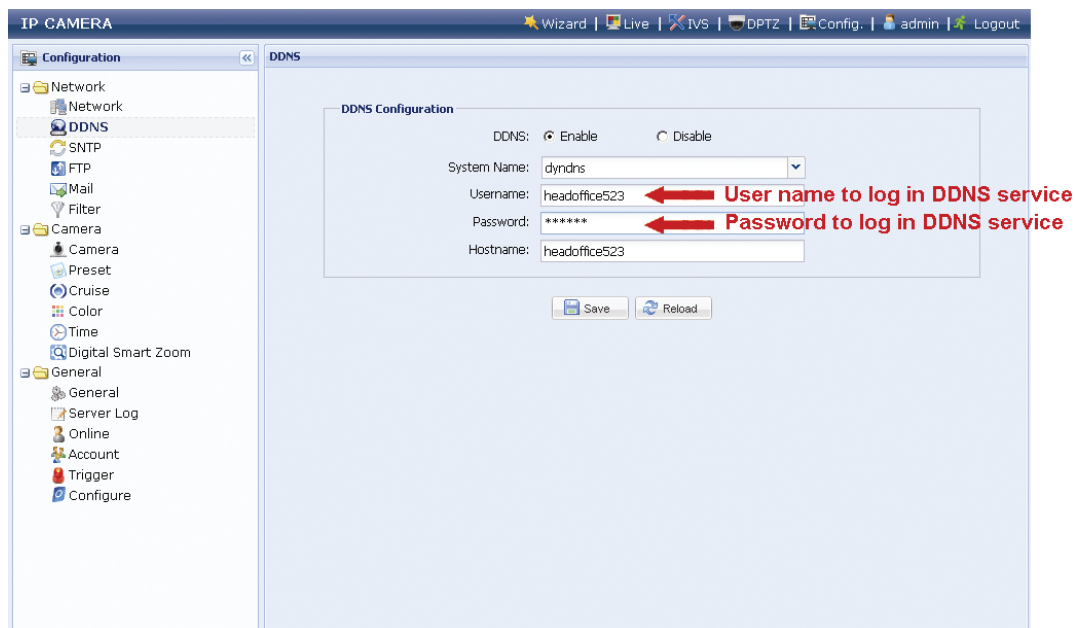 IP CAMERA
Wizard | Live | IVS | DPTZ | Config. | admin | Logout
Configuration
DDNS
Network
Network
DDNS
SNTP
FTP
Mail
Filter
Camera
Camera
Preset
Cruise
Color
Time
Digital Smart Zoom
General
General
Server Log
Online
Account
Trigger
Configure
DDNS Configuration
DDNS: Enable Disable
System Name: dyndns
Username: headoffice523 User name to log in DDNS service
Password: ****** Password to log in DDNS service
Hostname: headoffice523
Save Reload